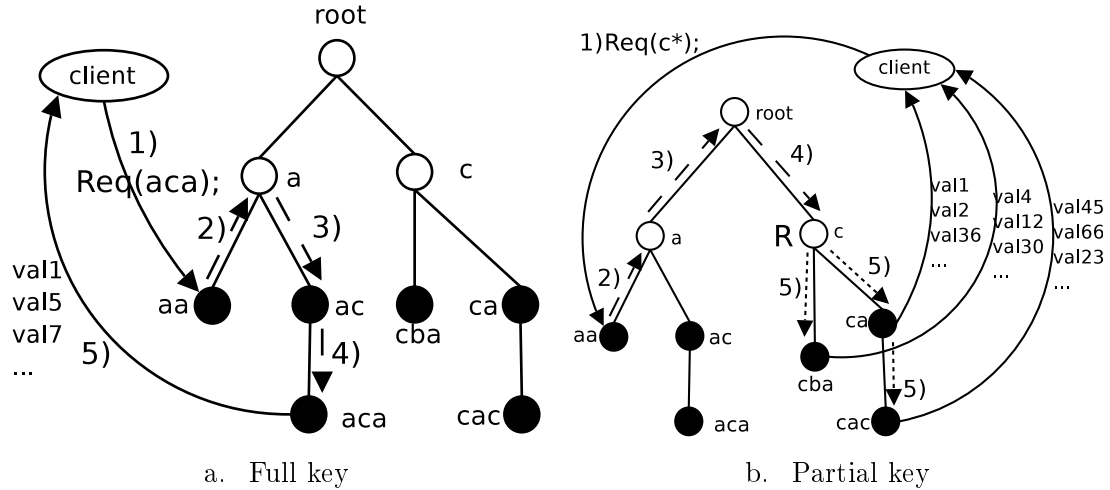 root
client
1)
Req(aca);
a
c
2)
3)
val1
val5
val7
...
5)
aa
ac
cba
ca
4)
aca
cac
a. Full key
1)Req(c*);
client
root
3)
4)
val1
val2
val36
...
val4
val12
val30
...
val45
val66
val23
...
a
R
c
2)
5)
5)
aa
ac
ca
cba
5)
aca
cac
b. Partial key